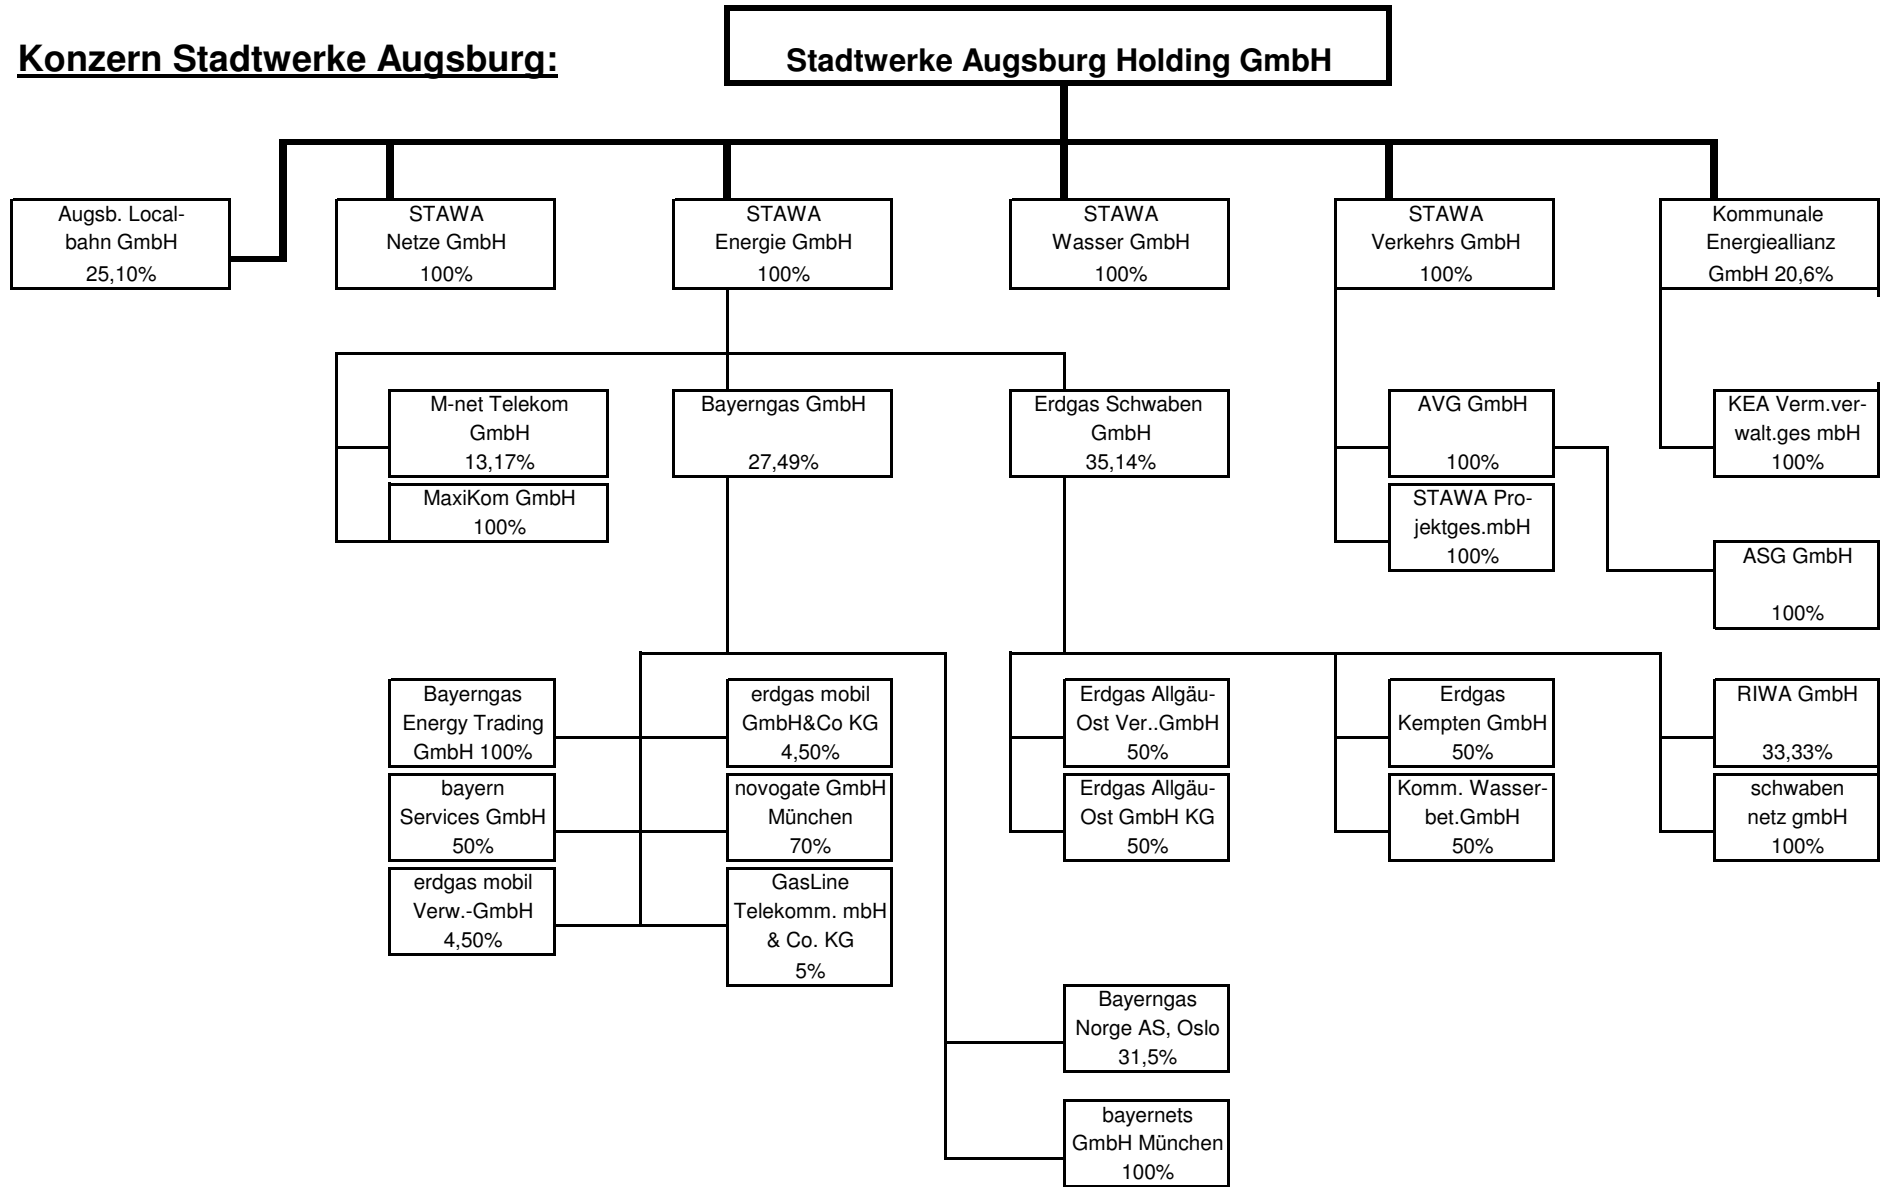 Konzern Stadtwerke Augsburg:
Stadtwerke Augsburg Holding GmbH
Augsb. Local-
bahn GmbH
25,10%
STAWA
Netze GmbH
100%
STAWA
Energie GmbH
100%
STAWA
Wasser GmbH
100%
STAWA
Verkehrs GmbH
100%
Kommunale
Energieallianz
GmbH 20,6%
M-net Telekom
GmbH
13,17%
MaxiKom GmbH
100%
Bayerngas GmbH
27,49%
Erdgas Schwaben
GmbH
35,14%
AVG GmbH
100%
STAWA Pro-
jektges.mbH
100%
KEA Verm.ver-
walt.ges mbH
100%
ASG GmbH
100%
Bayerngas
Energy Trading
GmbH 100%
bayern
Services GmbH
50%
erdgas mobil
Verw.-GmbH
4,50%
erdgas mobil
GmbH&Co KG
4,50%
novogate GmbH
München
70%
GasLine
Telekomm. mbH
& Co. KG
5%
Erdgas Allgäu-
Ost Ver..GmbH
50%
Erdgas Allgäu-
Ost GmbH KG
50%
Erdgas
Kempten GmbH
50%
Komm. Wasser-
bet.GmbH
50%
RIWA GmbH
33,33%
schwaben
netz gmbH
100%
Bayerngas
Norge AS, Oslo
31,5%
bayernets
GmbH München
100%